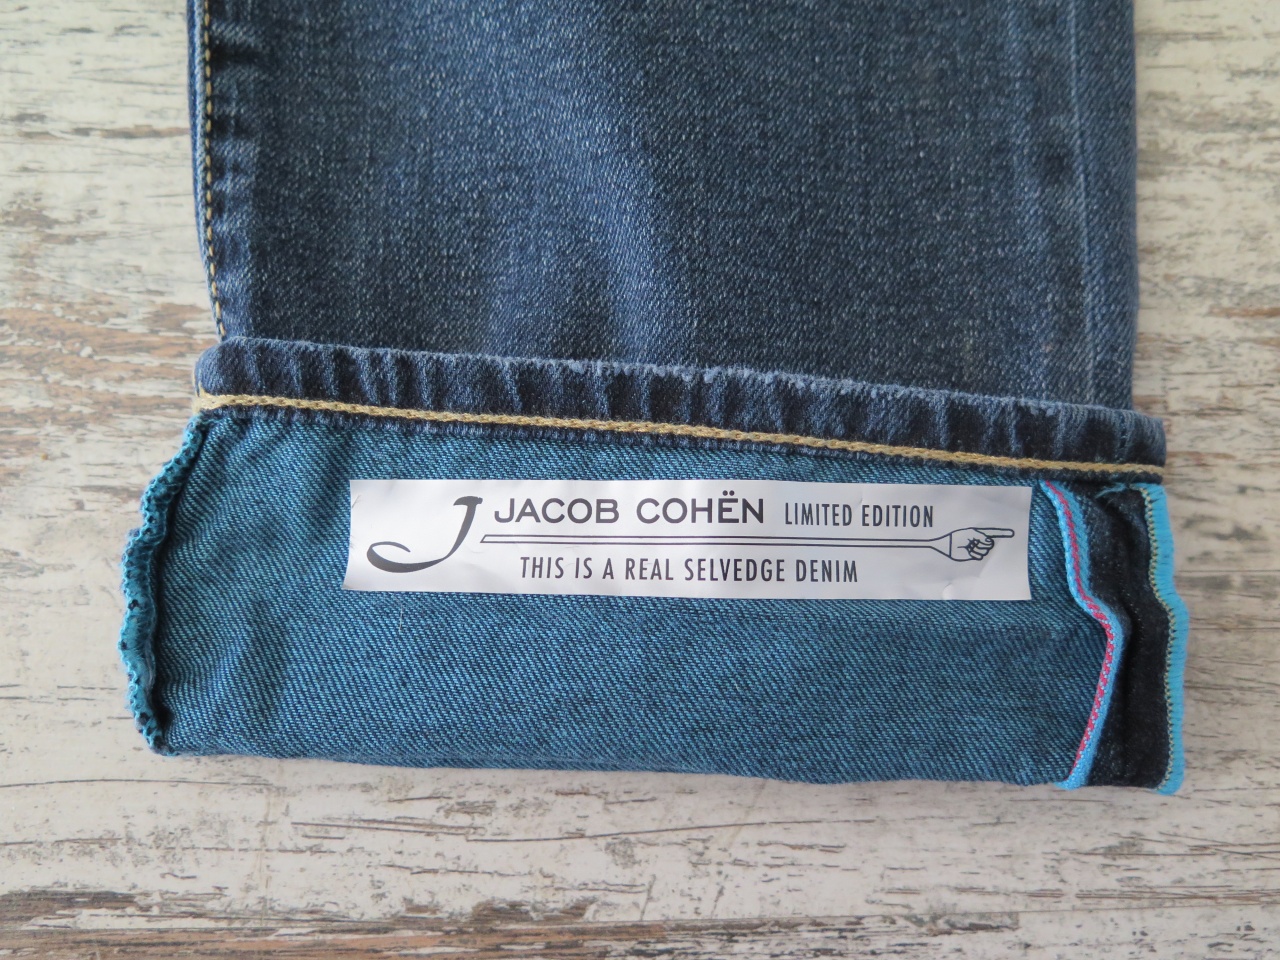 J JACOB COHËN LIMITED EDITION
THIS IS A REAL SELVEDGE DENIM